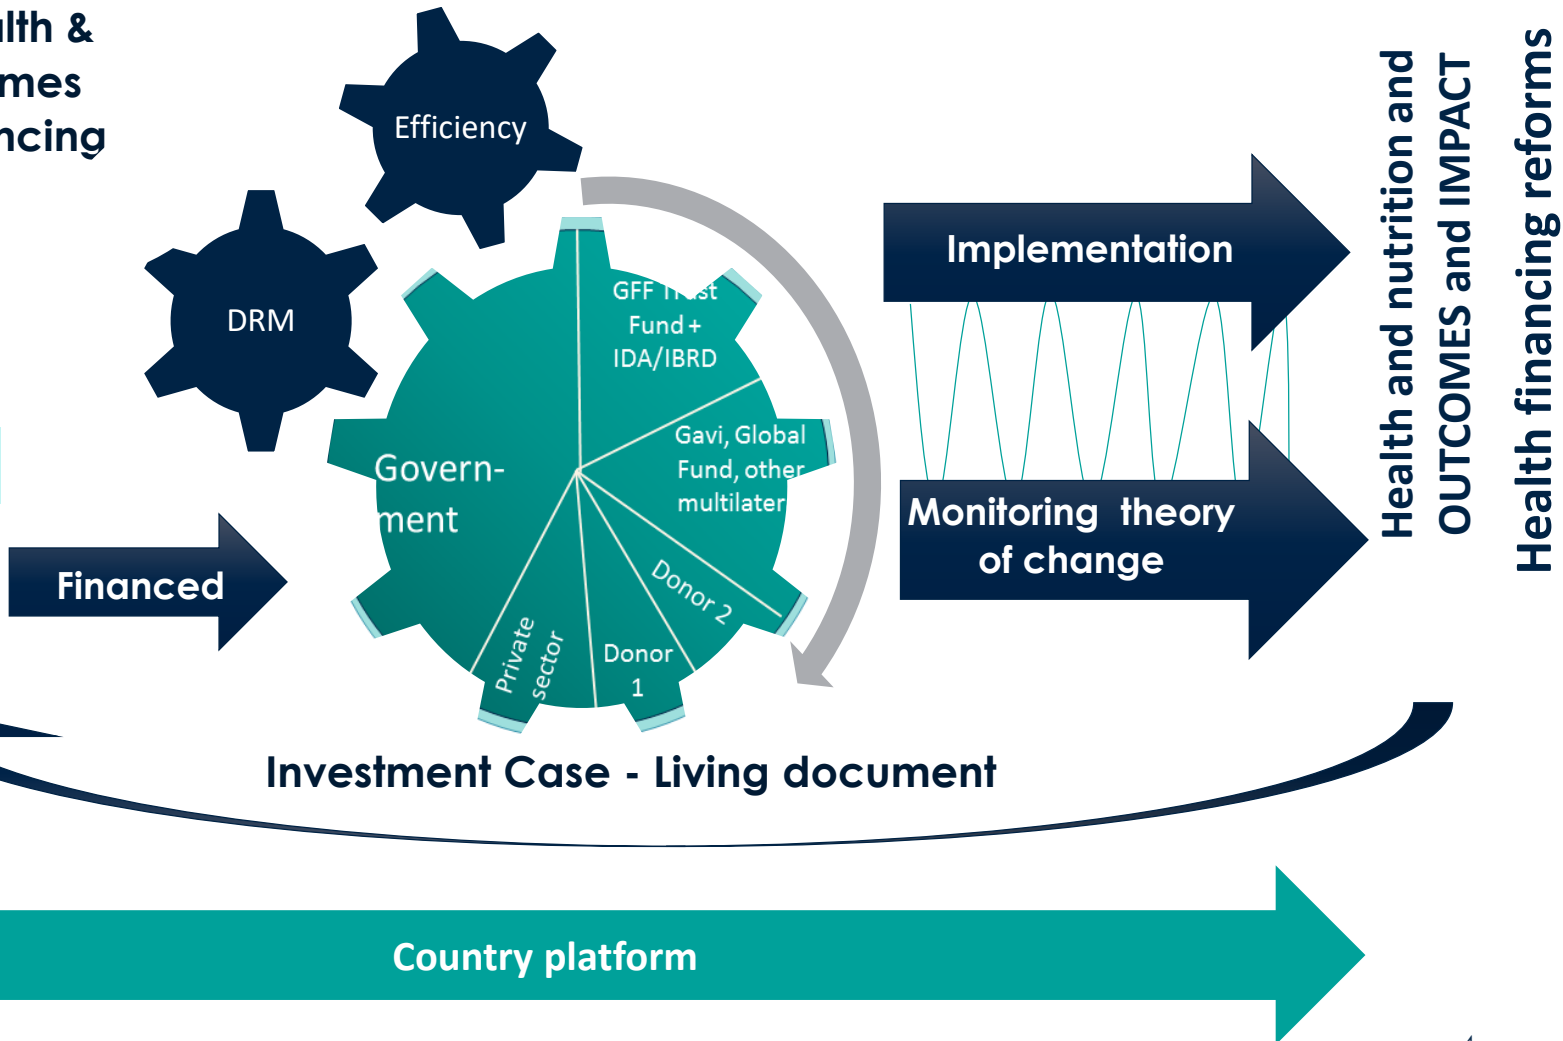 alth &
mes
ncing
Efficiency
DRM
GFF Trust
Fund +
IDA/IBRD
Gavi, Global
Fund, other
multilater
Govern-
ment
Donor 2
Donor
1
Private
sector
Financed
Implementation
Monitoring theory
of change
Health and nutrition and
OUTCOMES and IMPACT
Health financing reforms
Investment Case - Living document
Country platform